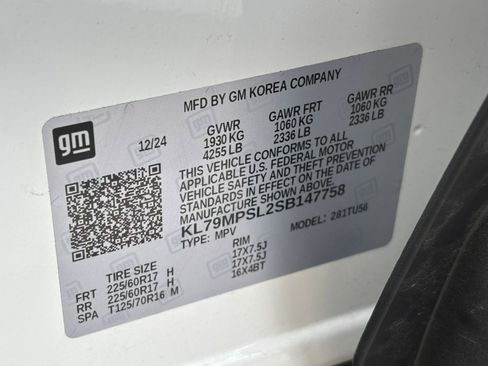 MFD BY GM KOREA COMPANY
gm
12/24
GVWR GAWR FRT GAWR RR
1930 KG 1060 KG 1060 KG
4255 LB 2336 LB 2336 LB
THIS VEHICLE CONFORMS TO ALL
APPLICABLE U.S. FEDERAL MOTOR
VEHICLE SAFETY AND THEFT PREVENTION
STANDARDS IN EFFECT ON THE DATE OF
MANUFACTURE SHOWN ABOVE.
KL79MPSL2SB147758
TYPE: MPV MODEL: 281TU56
TIRE SIZE RIM
FRT 225/60R17 H 17X7.5J
RR 225/60R17 H 17X7.5J
SPA T125/70R16 M 16X4BT